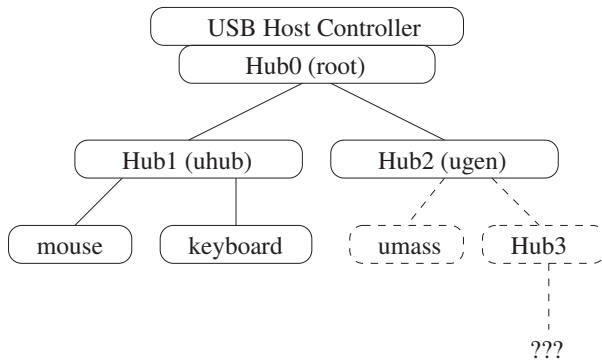 USB Host Controller
Hub0 (root)
Hub1 (uhub)
Hub2 (ugen)
mouse
keyboard
umass
Hub3
???